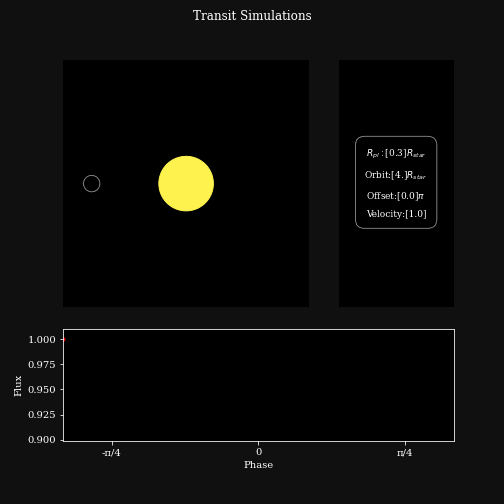 Transit Simulations
R_pl:[0.3]R_star
Orbit:[4.]R_star
Offset:[0.0]π
Velocity:[1.0]
1.000
0.975
0.950
0.925
0.900
Flux
-π/4
0
π/4
Phase